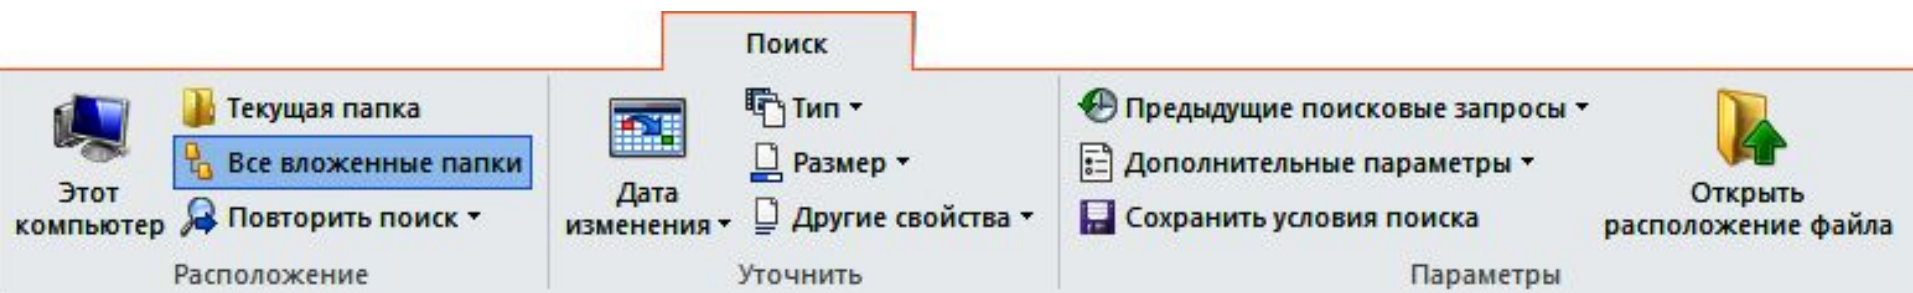 Поиск
Этот
компьютер
Текущая папка
Все вложенные папки
Повторить поиск
Расположение
Дата
изменения
Тип
Размер
Другие свойства
Уточнить
Предыдущие поисковые запросы
Дополнительные параметры
Сохранить условия поиска
Открыть
расположение файла
Параметры